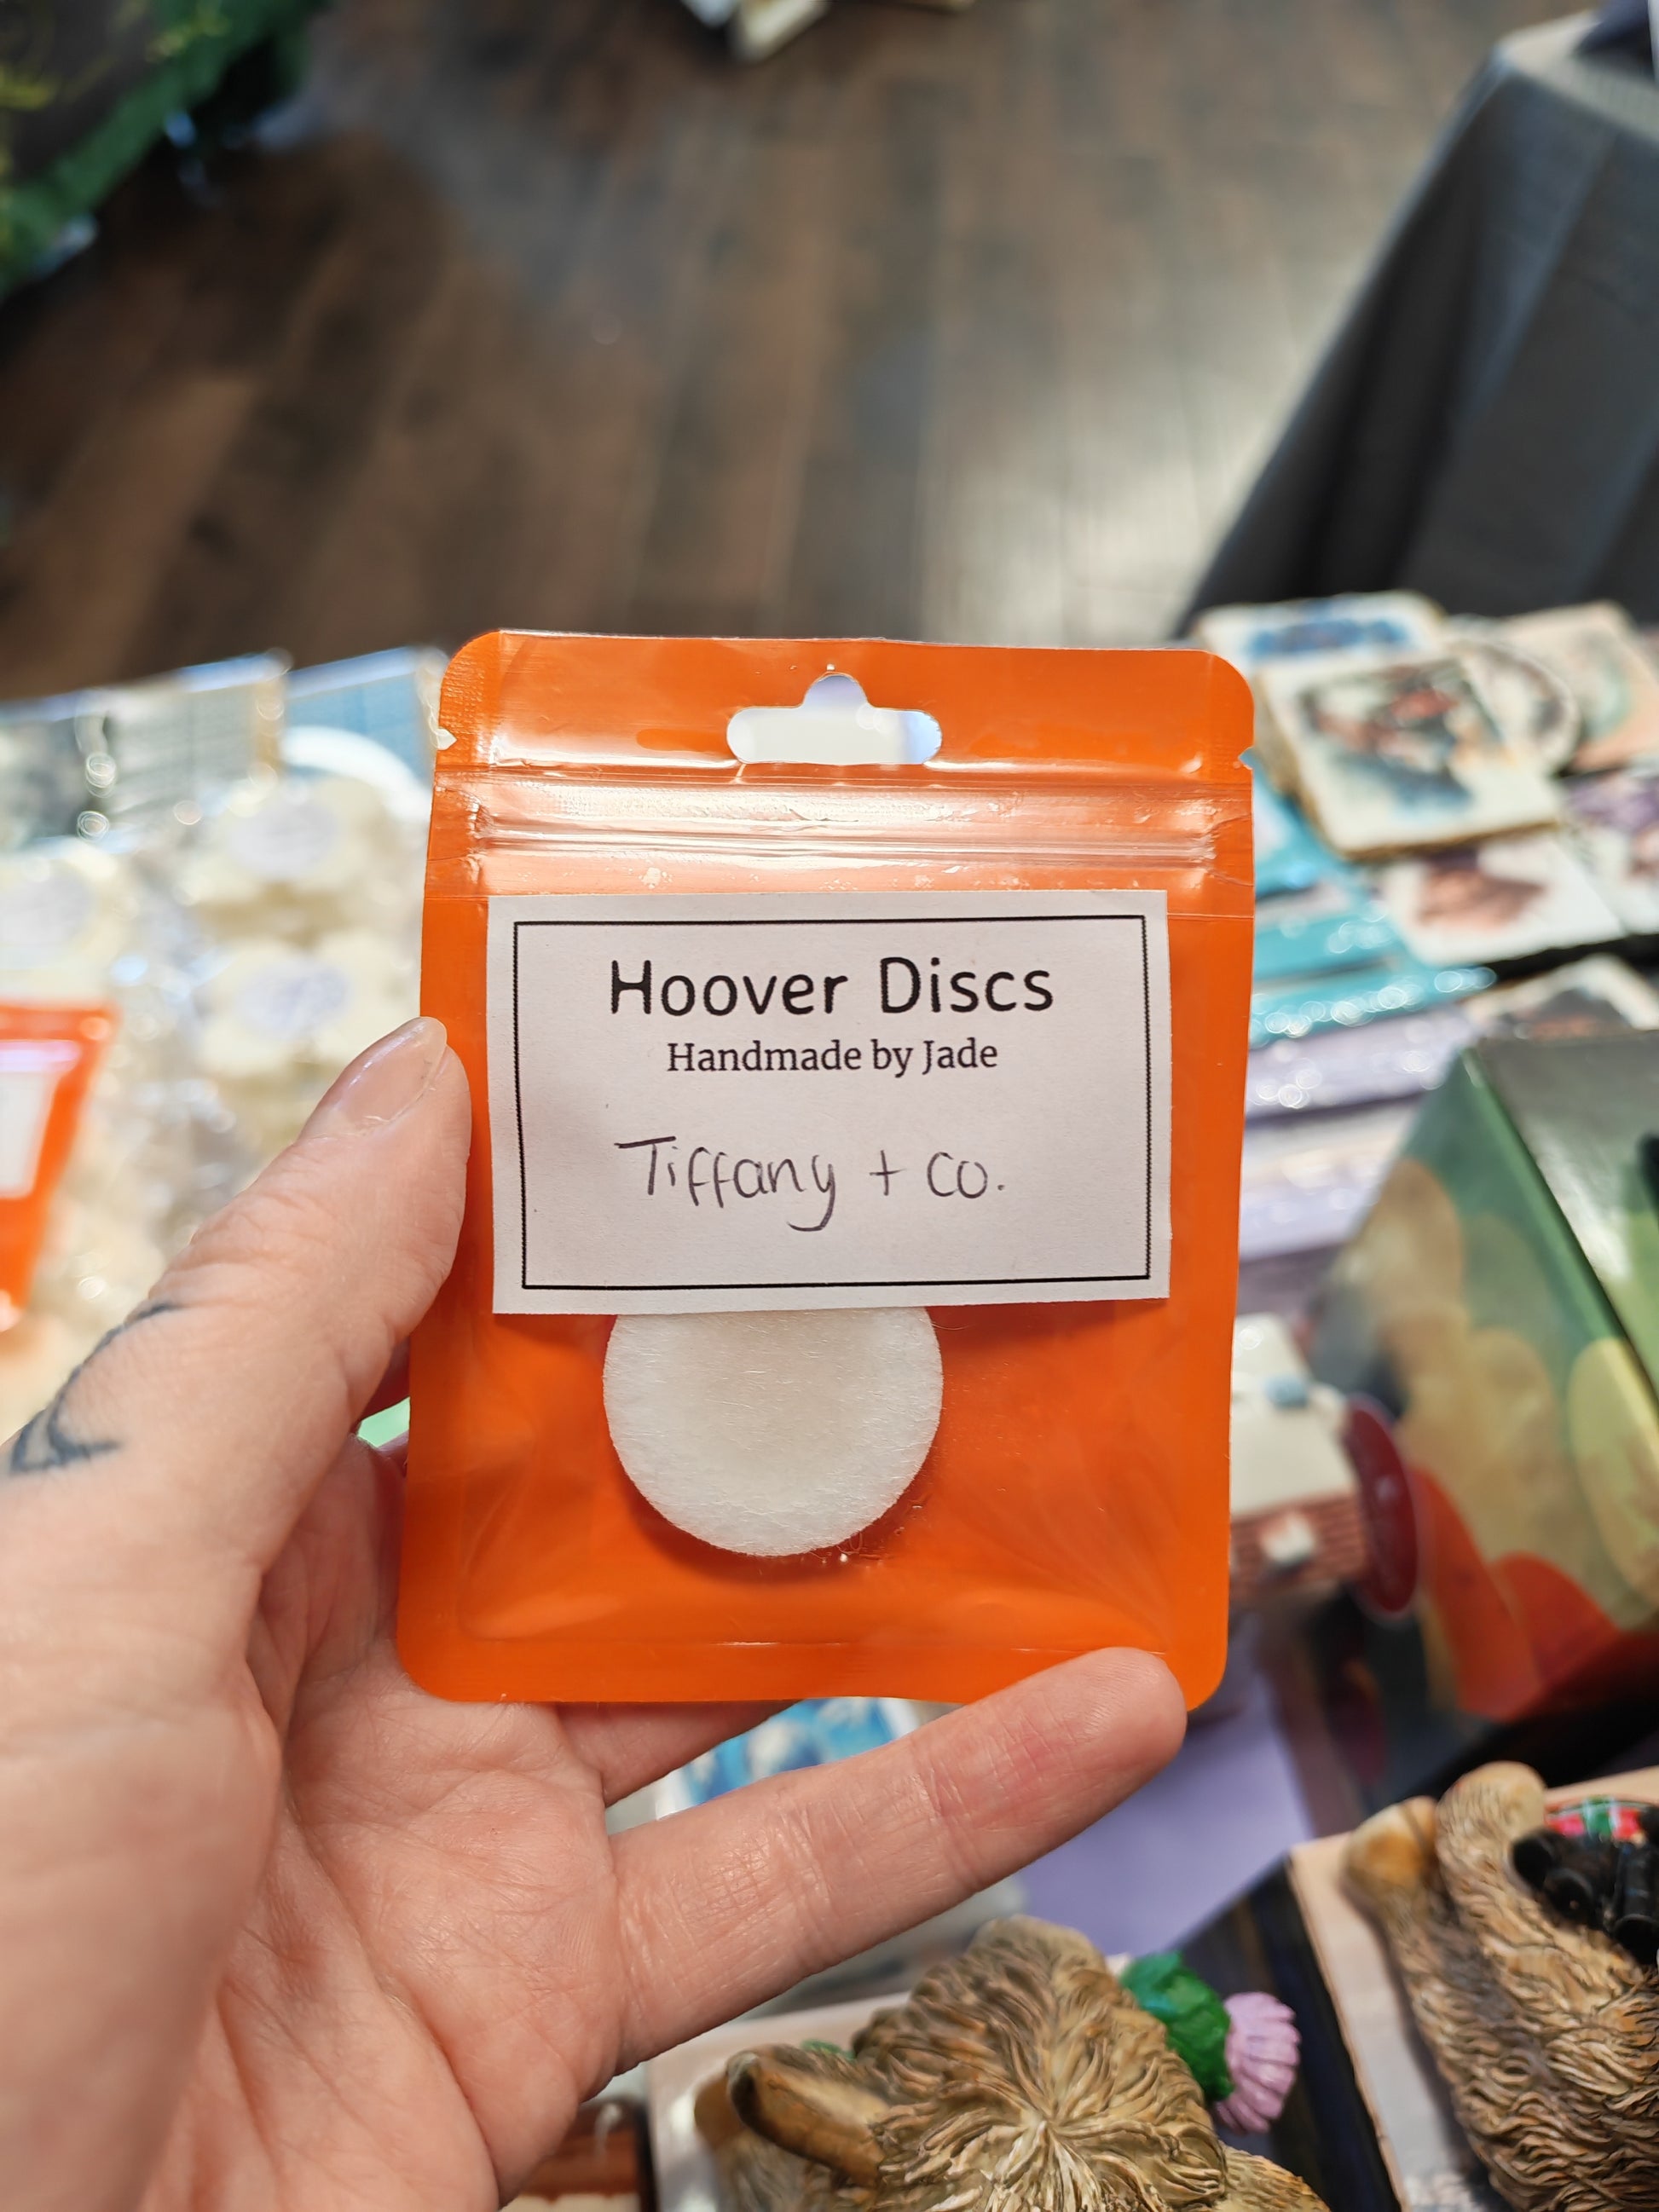 Hoover Discs
Handmade by Jade
Tiffany + co.